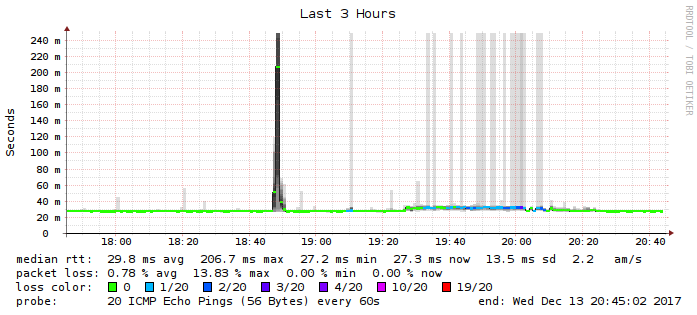 Last 3 Hours
RRDTOOL / TOBI OETIKER
Seconds
240 m
220 m
200 m
180 m
160 m
140 m
120 m
100 m
80 m
60 m
40 m
20 m
0
18:00 18:20 18:40 19:00 19:20 19:40 20:00 20:20 20:40
median rtt: 29.8 ms avg 206.7 ms max 27.2 ms min 27.3 ms now 13.5 ms sd 2.2 am/s
packet loss: 0.78 % avg 13.83 % max 0.00 % min 0.00 % now
loss color: 0 1/20 2/20 3/20 4/20 10/20 19/20
probe: 20 ICMP Echo Pings (56 Bytes) every 60s end: Wed Dec 13 20:45:02 2017